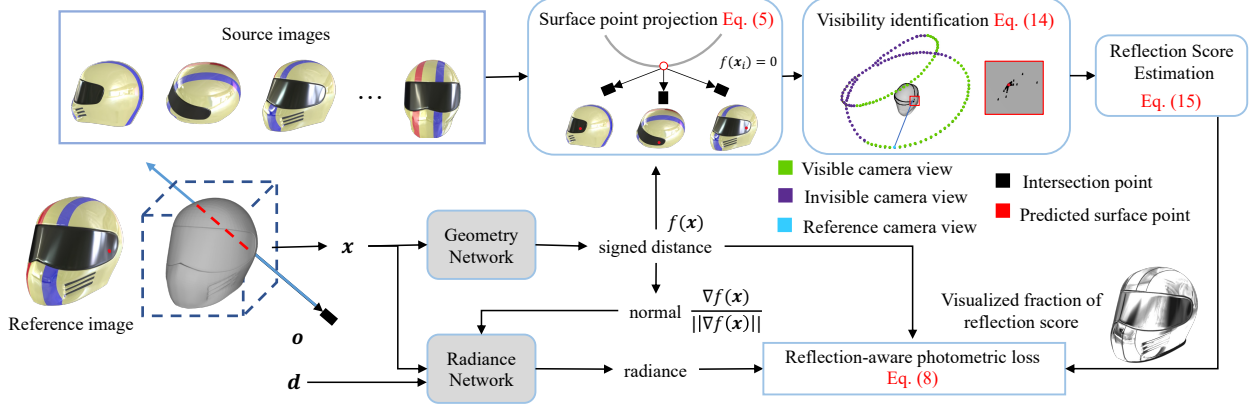 Source images
...
Surface point projection Eq. (5)
f(x_i) = 0
Visibility identification Eq. (14)
Reflection Score
Estimation
Eq. (15)
Visible camera view
Invisible camera view
Reference camera view
Intersection point
Predicted surface point
Reference image
x
o
d
Geometry
Network
f(x)
signed distance
normal ∇f(x) / ||∇f(x)||
Radiance
Network
radiance
Visualized fraction of
reflection score
Reflection-aware photometric loss
Eq. (8)